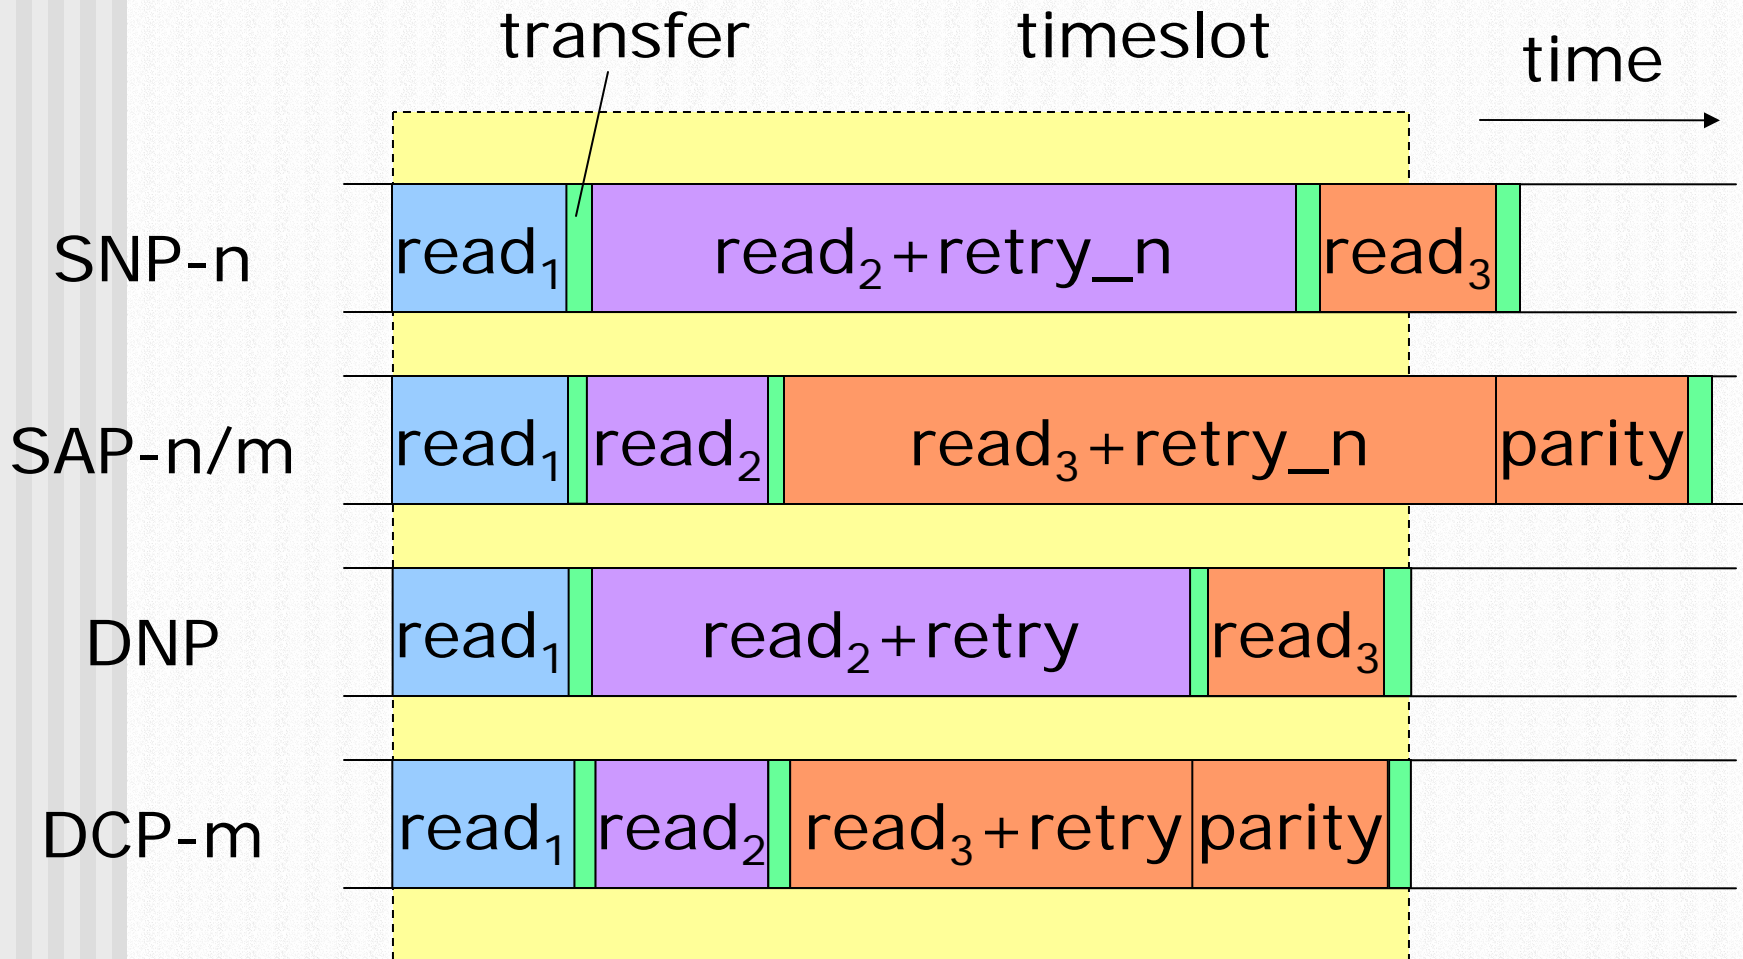 transfer timeslot time
SNP-n read₁ read₂+retry_n read₃
SAP-n/m read₁ read₂ read₃+retry_n parity
DNP read₁ read₂+retry read₃
DCP-m read₁ read₂ read₃+retry parity